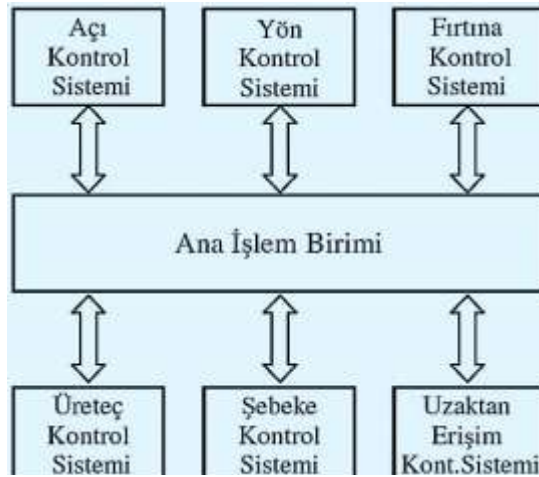 Açı
Kontrol
Sistemi
Yön
Kontrol
Sistemi
Fırtına
Kontrol
Sistemi
Ana İşlem Birimi
Üreteç
Kontrol
Sistemi
Şebeke
Kontrol
Sistemi
Uzaktan
Erişim
Kont.Sistemi